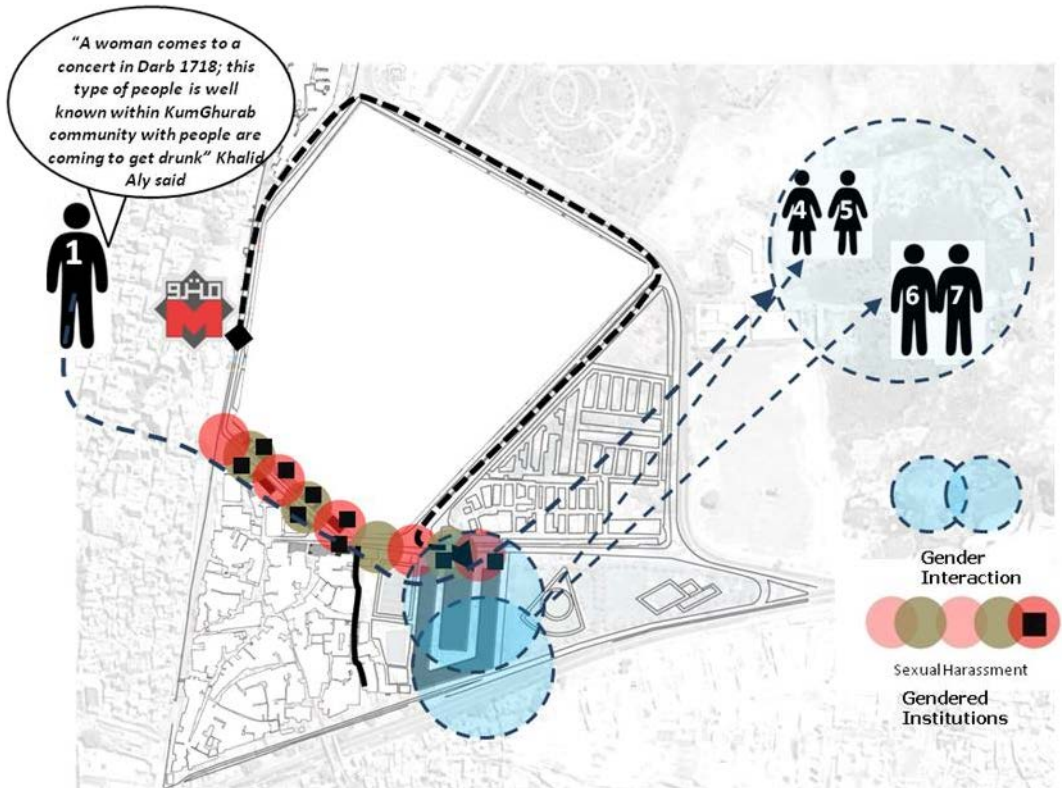 “A woman comes to a
concert in Darb 1718; this
type of people is well
known within KumGhurab
community with people are
coming to get drunk” Khalid
Aly said
1
مترو
M
4 5
6 7
Gender
Interaction
Sexual Harassment
Gendered
Institutions